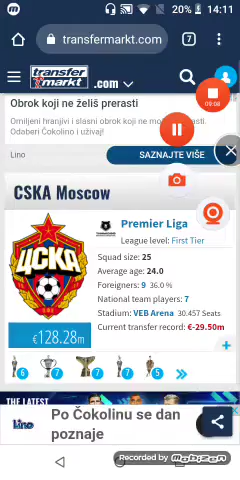 20% 14:11
transfermarkt.com 7
transfer
markt .com
09:08
Obrok koji ne želiš prerasti
Omiljeni hranjivi i slasni obrok koji ne
Odaberi Čokolino i uživaj!
Lino
SAZNAJTE VIŠE
CSKA Moscow
ЦСКА
Premier Liga
League level: First Tier
Squad size: 25
Average age: 24.0
Foreigners: 9 36.0 %
National team players: 7
Stadium: VEB Arena 30.457 Seats
Current transfer record: €-29.50m
€128.28m
6 7 7 7 5
THE LATEST
Lino
Po Čokolinu se dan
poznaje
Recorded by Mobizen